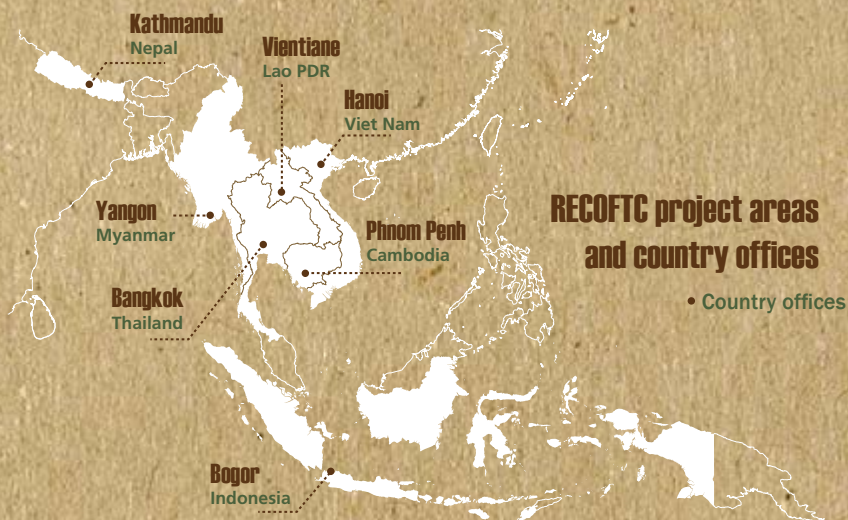 Kathmandu
Nepal
Vientiane
Lao PDR
Hanoi
Viet Nam
Yangon
Myanmar
Phnom Penh
Cambodia
Bangkok
Thailand
Bogor
Indonesia
RECOFTC project areas
and country offices
• Country offices